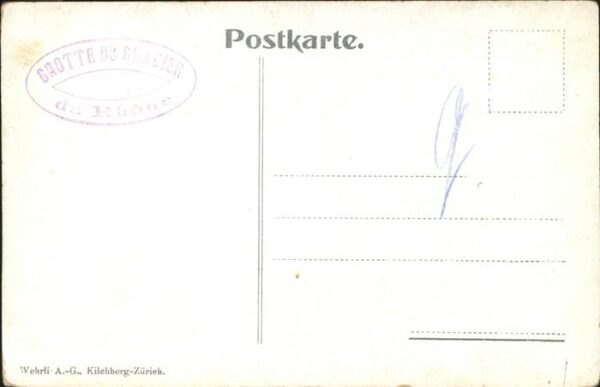 Postkarte.
GROTTE DU GLACIER
du Rhône
Wehrli A.-G., Kilchberg-Zürich.